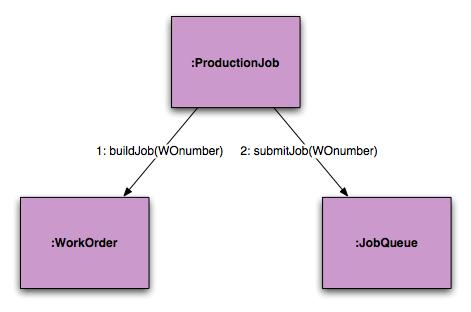 :ProductionJob
1: buildJob(WOnumber)
2: submitJob(WOnumber)
:WorkOrder
:JobQueue